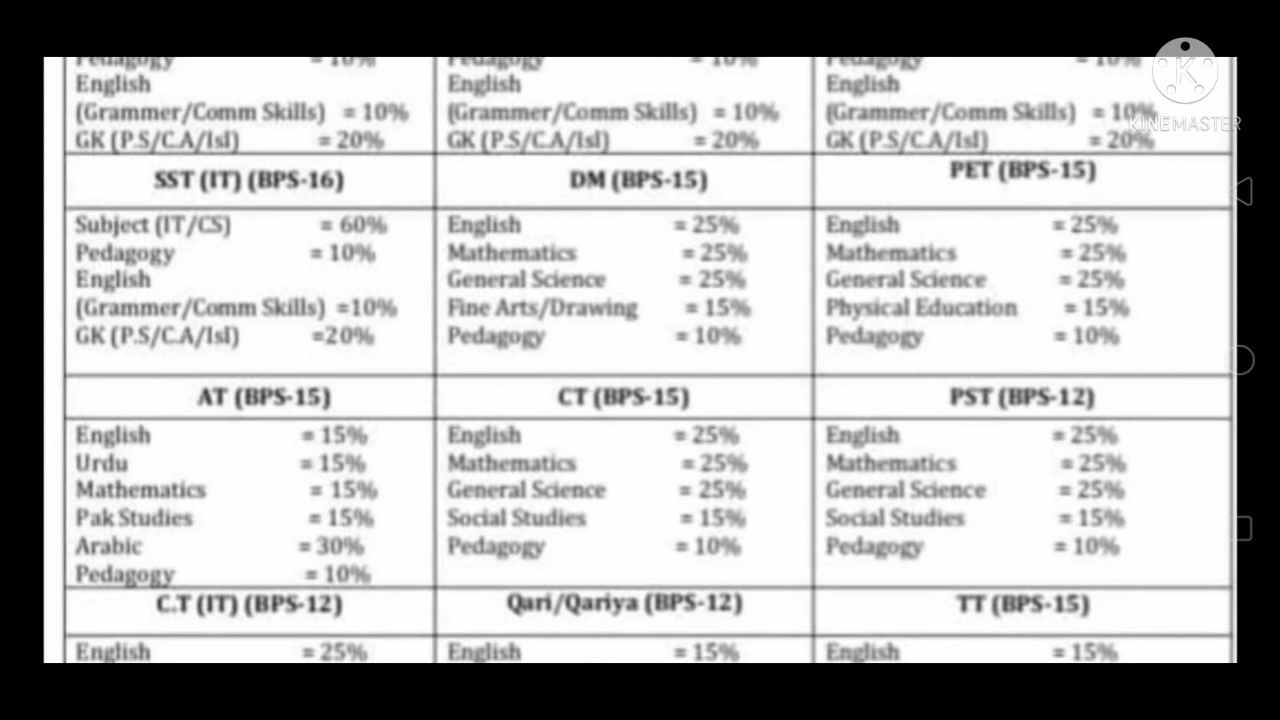 Pedagogy = 10%
English
(Grammer/Comm Skills) = 10%
GK (P.S/C.A/Isl) = 20%
Pedagogy = 10%
English
(Grammer/Comm Skills) = 10%
GK (P.S/C.A/Isl) = 20%
Pedagogy = 10%
English
(Grammer/Comm Skills) = 10%
GK (P.S/C.A/Isl) = 20%
KINEMASTER
SST (IT) (BPS-16)
Subject (IT/CS) = 60%
Pedagogy = 10%
English
(Grammer/Comm Skills) =10%
GK (P.S/C.A/Isl) =20%
DM (BPS-15)
English = 25%
Mathematics = 25%
General Science = 25%
Fine Arts/Drawing = 15%
Pedagogy = 10%
PET (BPS-15)
English = 25%
Mathematics = 25%
General Science = 25%
Physical Education = 15%
Pedagogy = 10%
AT (BPS-15)
English = 15%
Urdu = 15%
Mathematics = 15%
Pak Studies = 15%
Arabic = 30%
Pedagogy = 10%
CT (BPS-15)
English = 25%
Mathematics = 25%
General Science = 25%
Social Studies = 15%
Pedagogy = 10%
PST (BPS-12)
English = 25%
Mathematics = 25%
General Science = 25%
Social Studies = 15%
Pedagogy = 10%
C.T (IT) (BPS-12)
English = 25%
Qari/Qariya (BPS-12)
English = 15%
TT (BPS-15)
English = 15%